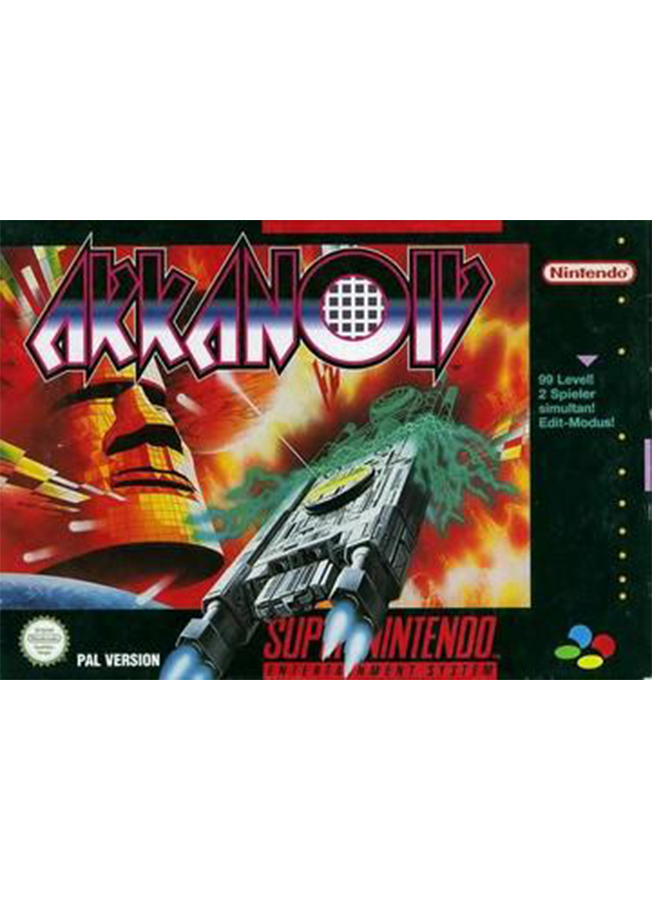 ARKANOID
Nintendo
99 Level!
2 Spieler
simultan!
Edit-Modus!
PAL VERSION
SUPER NINTENDO
ENTERTAINMENT SYSTEM